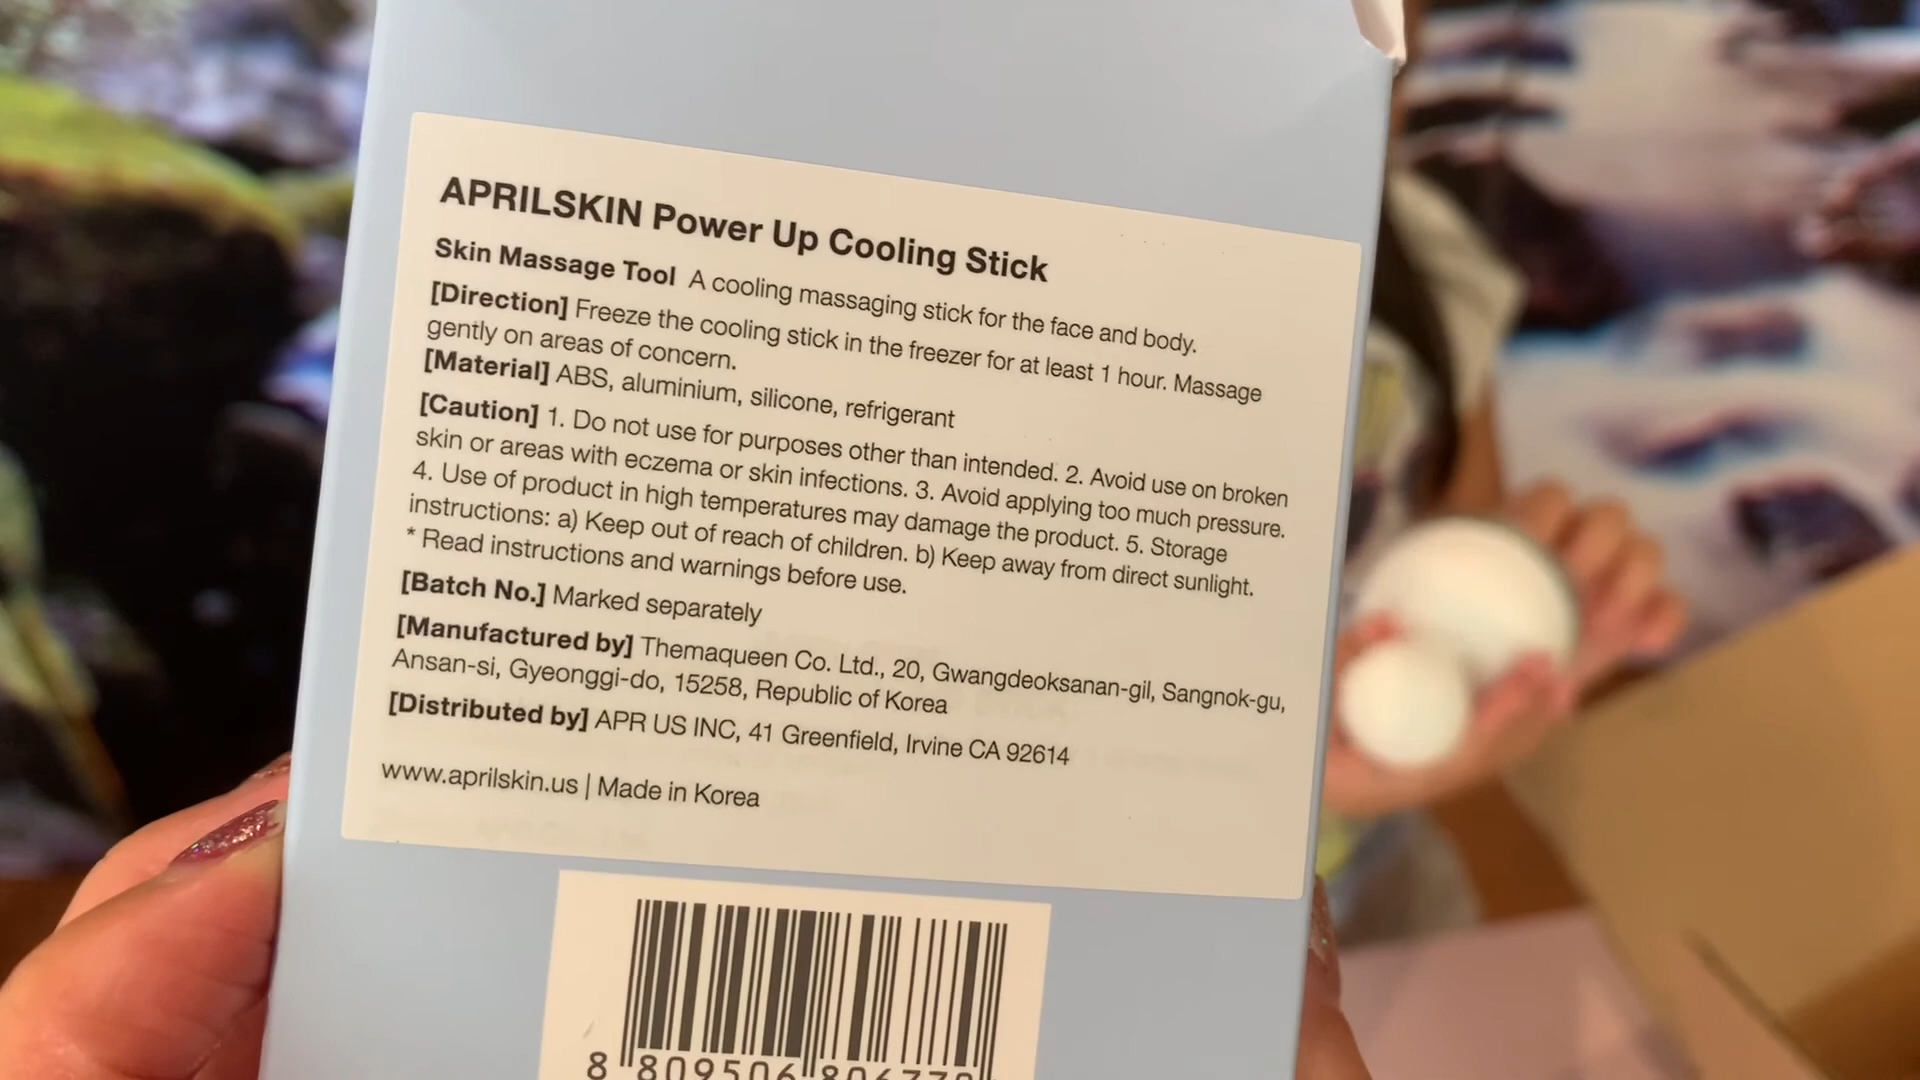 APRILSKIN Power Up Cooling Stick
Skin Massage Tool A cooling massaging stick for the face and body.
[Direction] Freeze the cooling stick in the freezer for at least 1 hour. Massage
gently on areas of concern.
[Material] ABS, aluminium, silicone, refrigerant
[Caution] 1. Do not use for purposes other than intended. 2. Avoid use on broken
skin or areas with eczema or skin infections. 3. Avoid applying too much pressure.
4. Use of product in high temperatures may damage the product. 5. Storage
instructions: a) Keep out of reach of children. b) Keep away from direct sunlight.
* Read instructions and warnings before use.
[Batch No.] Marked separately
[Manufactured by] Themaqueen Co. Ltd., 20, Gwangdeoksanan-gil, Sangnok-gu,
Ansan-si, Gyeonggi-do, 15258, Republic of Korea
[Distributed by] APR US INC, 41 Greenfield, Irvine CA 92614
www.aprilskin.us | Made in Korea
8 809506